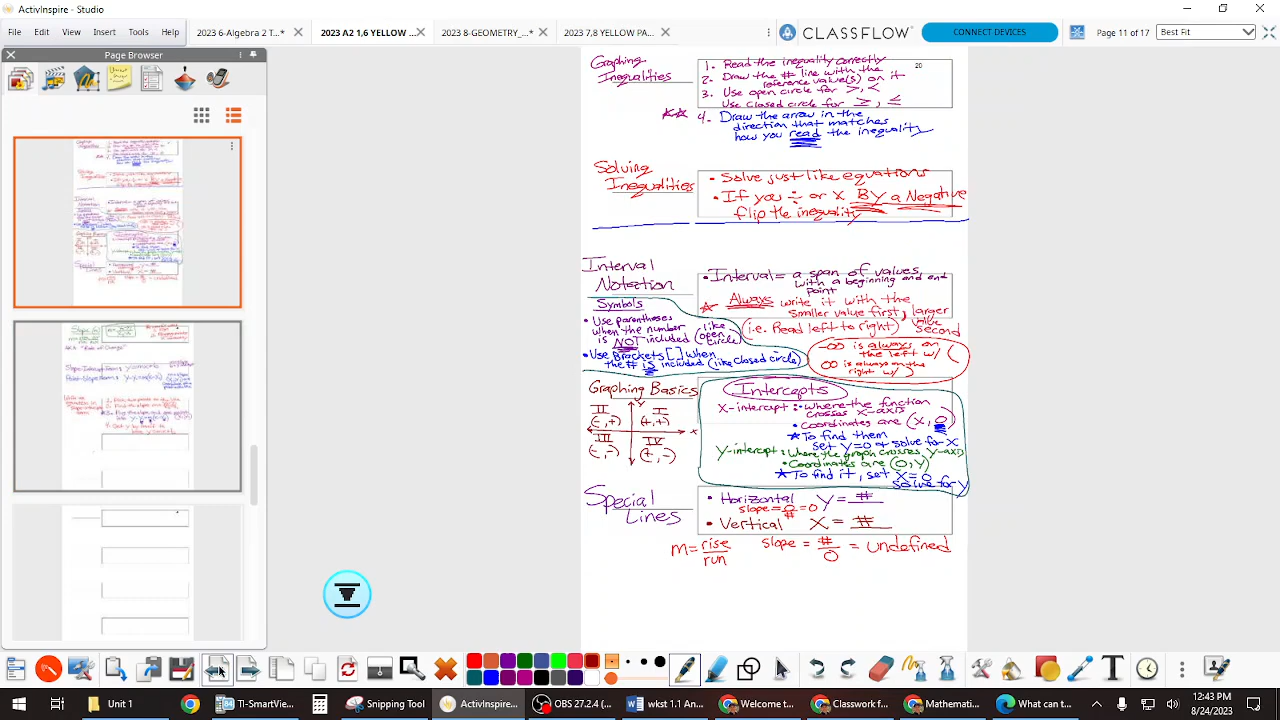 ActivInspire - Studio
File Edit View Insert Tools Help
2023-Algebra 2 T...*
2023 A2 1,6 YELLOW ...
2023 8 GEOMETRY_...*
2023 7,8 YELLOW PA...
CLASSFLOW
CONNECT DEVICES
Page 11 of 17
Best Fit
Page Browser
20
Graphing Inequalities
1. Read the inequality correctly
2. Draw the # line with the
reference value(s) on it
3. Use open circle for >, <
Use closed circle for ≥, ≤
4. Draw the arrow in the
direction that matches
how you read the inequality
Solving Inequalities
• Solve just like equations
• If you ÷ or X BY a Negative
flip the inequality
Interval Notation
• Interval = a span of values
with a beginning and end
point
Always write it with the
smaller value first, larger
value second
(i.e. Read left to right)
Symbols
• Use parentheses
when the number
is NOT included (like open circle)
• Use Brackets [ ] when
the # is included (like closed circle)
-∞ is always on
the left w/ (
∞ is always on the
right w/ )
Graphing Basics
Y
X
II (-,+)
I (+,+)
III (-,-)
IV (+,-)
Intercepts
X-intercept: • Where the function
crosses X-axis
• Coordinates are (X, 0)
★ To find them
set Y=0 & solve for X
Y-intercept: • Where the graph crosses Y-axis
• Coordinates are (0, Y)
★ To find it, set X=0
solve for Y
Special Lines
• Horizontal Y = #
slope = 0/# = 0
• Vertical X = #
m = rise/run slope = #/0 = undefined
Unit 1
T-SmartVie...
Snipping Tool
ActivInspire...
OBS 27.2.4 (...
wkst 1.1 An...
Welcome t...
Classwork f...
Mathemati...
What can t...
12:43 PM
8/24/2023